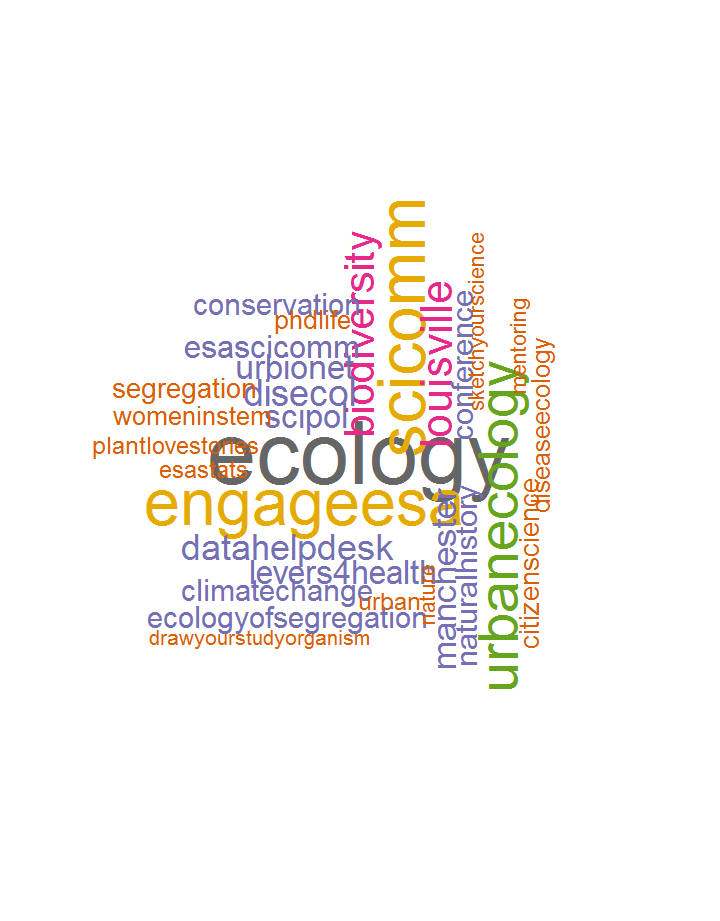 scicomm
biodiversity
louisville
conservation
phdlife
conference
sketchyourscience
mentoring
esascicomm
urbionet
segregation
disecol
womeninstem
scipol
plantlovestories
ecology
esastats
engageesa
urbanecology
diseaseecology
citizenscience
manchester
naturalhistory
datahelpdesk
levers4health
climatechange
urban
nature
ecologyofsegregation
drawyourstudyorganism